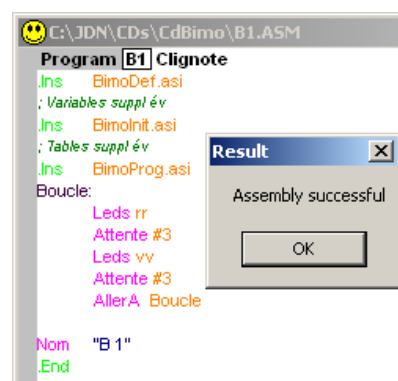 C:\JDN\CDs\CdBimo\B1.ASM
Program B1 Clignote
.Ins BimoDef.asi
; Variables suppl év
.Ins BimoInit.asi
; Tables suppl év
.Ins BimoProg.asi
Boucle:
Leds rr
Attente #3
Leds vv
Attente #3
AllerA Boucle
Nom "B 1"
.End
Result
Assembly successful
OK